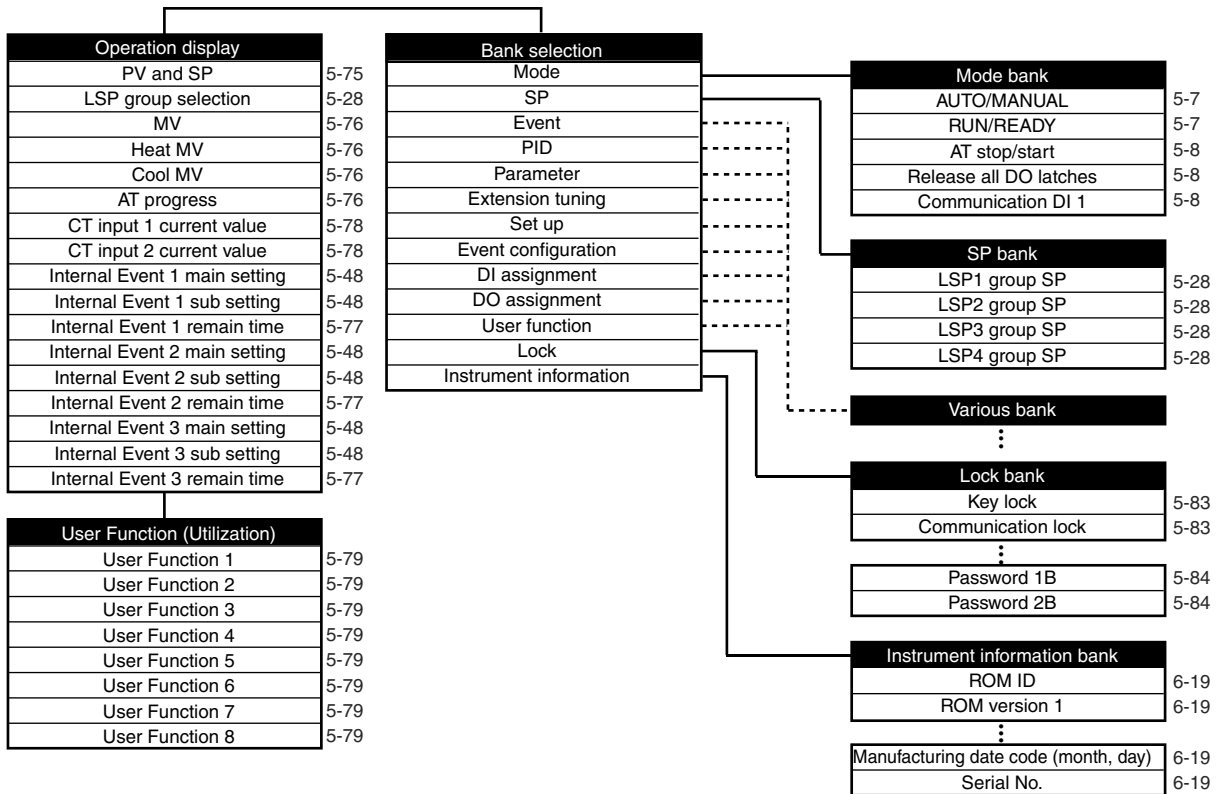 Operation display
PV and SP 5-75
LSP group selection 5-28
MV 5-76
Heat MV 5-76
Cool MV 5-76
AT progress 5-76
CT input 1 current value 5-78
CT input 2 current value 5-78
Internal Event 1 main setting 5-48
Internal Event 1 sub setting 5-48
Internal Event 1 remain time 5-77
Internal Event 2 main setting 5-48
Internal Event 2 sub setting 5-48
Internal Event 2 remain time 5-77
Internal Event 3 main setting 5-48
Internal Event 3 sub setting 5-48
Internal Event 3 remain time 5-77
User Function (Utilization)
User Function 1 5-79
User Function 2 5-79
User Function 3 5-79
User Function 4 5-79
User Function 5 5-79
User Function 6 5-79
User Function 7 5-79
User Function 8 5-79
Bank selection
Mode
SP
Event
PID
Parameter
Extension tuning
Set up
Event configuration
DI assignment
DO assignment
User function
Lock
Instrument information
Mode bank
AUTO/MANUAL 5-7
RUN/READY 5-7
AT stop/start 5-8
Release all DO latches 5-8
Communication DI 1 5-8
SP bank
LSP1 group SP 5-28
LSP2 group SP 5-28
LSP3 group SP 5-28
LSP4 group SP 5-28
Various bank
Lock bank
Key lock 5-83
Communication lock 5-83
Password 1B 5-84
Password 2B 5-84
Instrument information bank
ROM ID 6-19
ROM version 1 6-19
Manufacturing date code (month, day) 6-19
Serial No. 6-19